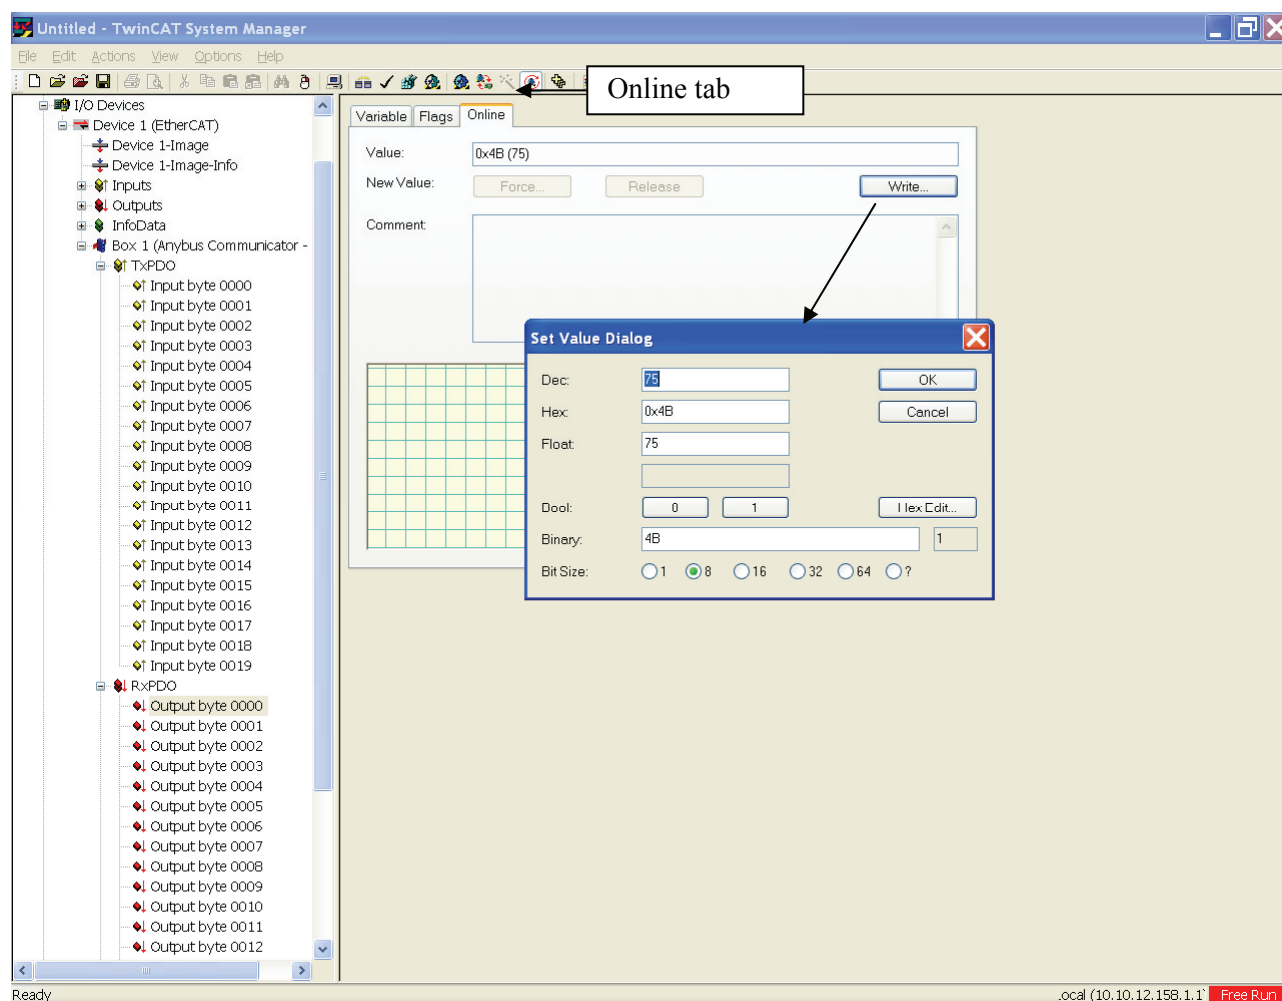 Untitled - TwinCAT System Manager
File Edit Actions View Options Help
Online tab
I/O Devices
Device 1 (EtherCAT)
Device 1-Image
Device 1-Image-Info
Inputs
Outputs
InfoData
Box 1 (Anybus Communicator -
TxPDO
Input byte 0000
Input byte 0001
Input byte 0002
Input byte 0003
Input byte 0004
Input byte 0005
Input byte 0006
Input byte 0007
Input byte 0008
Input byte 0009
Input byte 0010
Input byte 0011
Input byte 0012
Input byte 0013
Input byte 0014
Input byte 0015
Input byte 0016
Input byte 0017
Input byte 0018
Input byte 0019
RxPDO
Output byte 0000
Output byte 0001
Output byte 0002
Output byte 0003
Output byte 0004
Output byte 0005
Output byte 0006
Output byte 0007
Output byte 0008
Output byte 0009
Output byte 0010
Output byte 0011
Output byte 0012
Variable Flags Online
Value: 0x4B (75)
New Value: Force... Release Write...
Comment:
Set Value Dialog
Dec: 75 OK
Hex: 0x4B Cancel
Float: 75
Bool: 0 1 Hex Edit...
Binary: 4B 1
Bit Size: 1 8 16 32 64 ?
Ready .ocal (10.10.12.158.1.1) Free Run